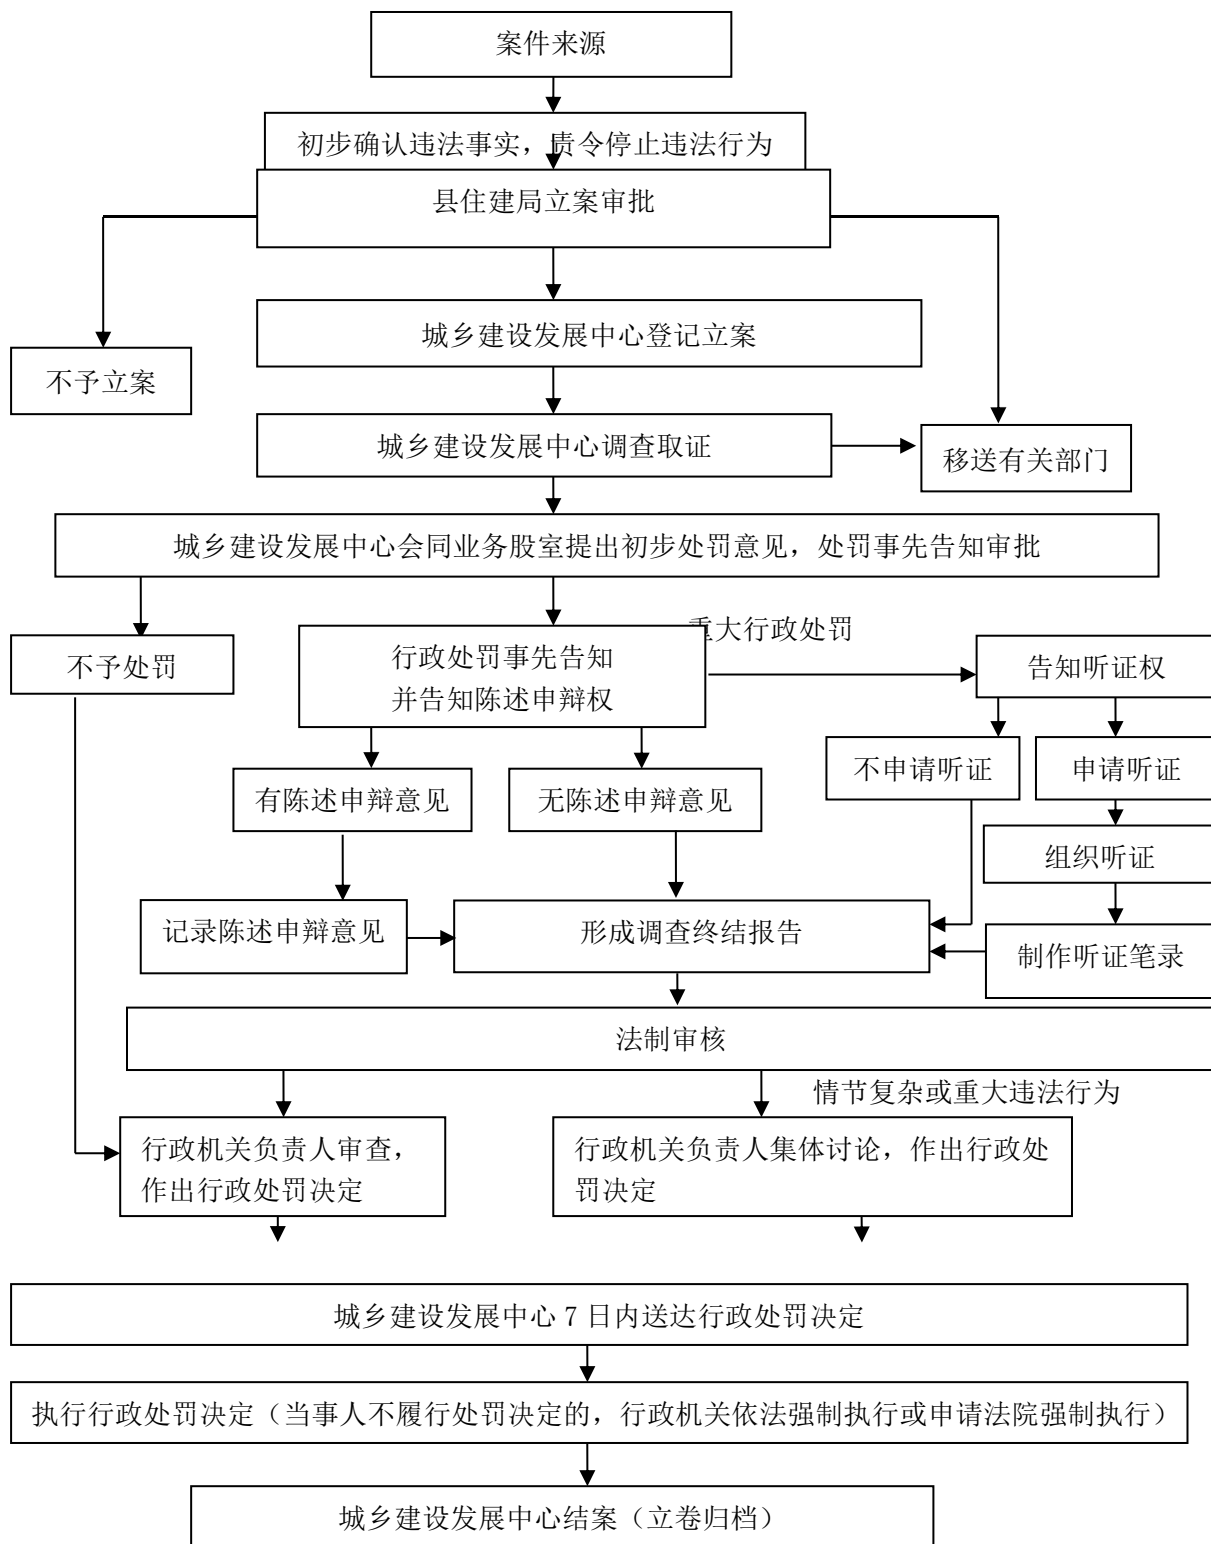 案件来源
初步确认违法事实，责令停止违法行为
县住建局立案审批
城乡建设发展中心登记立案
不予立案
城乡建设发展中心调查取证
移送有关部门
城乡建设发展中心会同业务股室提出初步处罚意见，处罚事先告知审批
重大行政处罚
不予处罚
行政处罚事先告知
并告知陈述申辩权
告知听证权
不申请听证
申请听证
有陈述申辩意见
无陈述申辩意见
组织听证
记录陈述申辩意见
形成调查终结报告
制作听证笔录
法制审核
情节复杂或重大违法行为
行政机关负责人审查，
作出行政处罚决定
行政机关负责人集体讨论，作出行政处
罚决定
城乡建设发展中心 7 日内送达行政处罚决定
执行行政处罚决定（当事人不履行处罚决定的，行政机关依法强制执行或申请法院强制执行）
城乡建设发展中心结案（立卷归档）